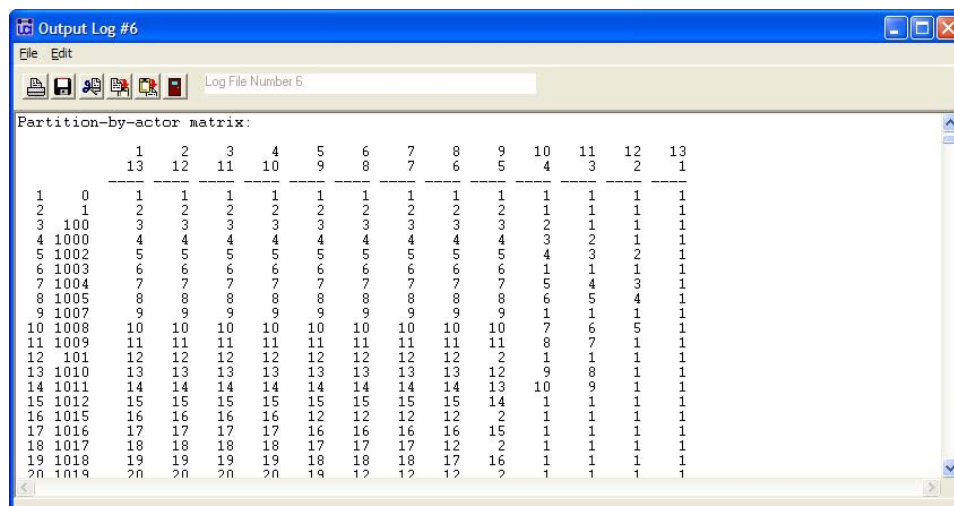 Output Log #6
File Edit
Log File Number 6
Partition-by-actor matrix:
1 2 3 4 5 6 7 8 9 10 11 12 13
13 12 11 10 9 8 7 6 5 4 3 2 1
---- ---- ---- ---- ---- ---- ---- ---- ---- ---- ---- ---- ----
1 0 1 1 1 1 1 1 1 1 1 1 1 1 1
2 1 2 2 2 2 2 2 2 2 2 1 1 1 1
3 100 3 3 3 3 3 3 3 3 3 2 1 1 1
4 1000 4 4 4 4 4 4 4 4 4 3 2 1 1
5 1002 5 5 5 5 5 5 5 5 5 4 3 2 1
6 1003 6 6 6 6 6 6 6 6 6 1 1 1 1
7 1004 7 7 7 7 7 7 7 7 7 5 4 3 1
8 1005 8 8 8 8 8 8 8 8 8 6 5 4 1
9 1007 9 9 9 9 9 9 9 9 9 1 1 1 1
10 1008 10 10 10 10 10 10 10 10 10 7 6 5 1
11 1009 11 11 11 11 11 11 11 11 11 8 7 1 1
12 101 12 12 12 12 12 12 12 12 2 1 1 1 1
13 1010 13 13 13 13 13 13 13 13 12 9 8 1 1
14 1011 14 14 14 14 14 14 14 14 13 10 9 1 1
15 1012 15 15 15 15 15 15 15 15 14 1 1 1 1
16 1015 16 16 16 16 12 12 12 12 2 1 1 1 1
17 1016 17 17 17 17 16 16 16 16 15 1 1 1 1
18 1017 18 18 18 18 17 17 17 12 2 1 1 1 1
19 1018 19 19 19 19 18 18 18 17 16 1 1 1 1
20 1019 20 20 20 20 19 12 12 12 2 1 1 1 1